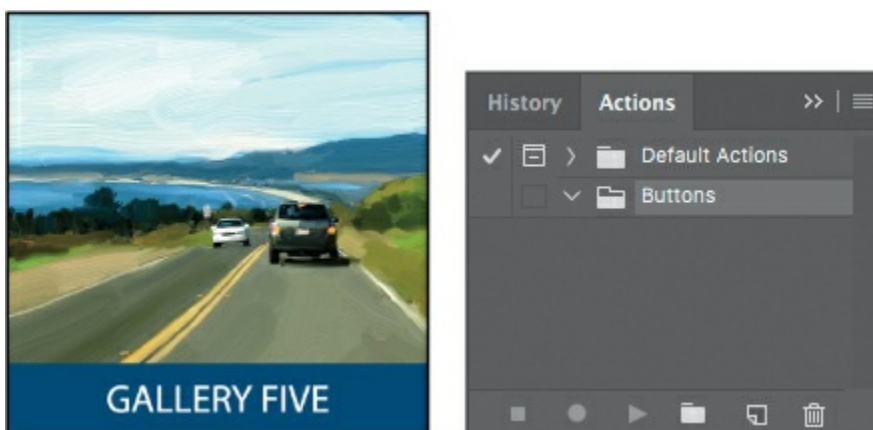 GALLERY FIVE
History Actions
Default Actions
Buttons